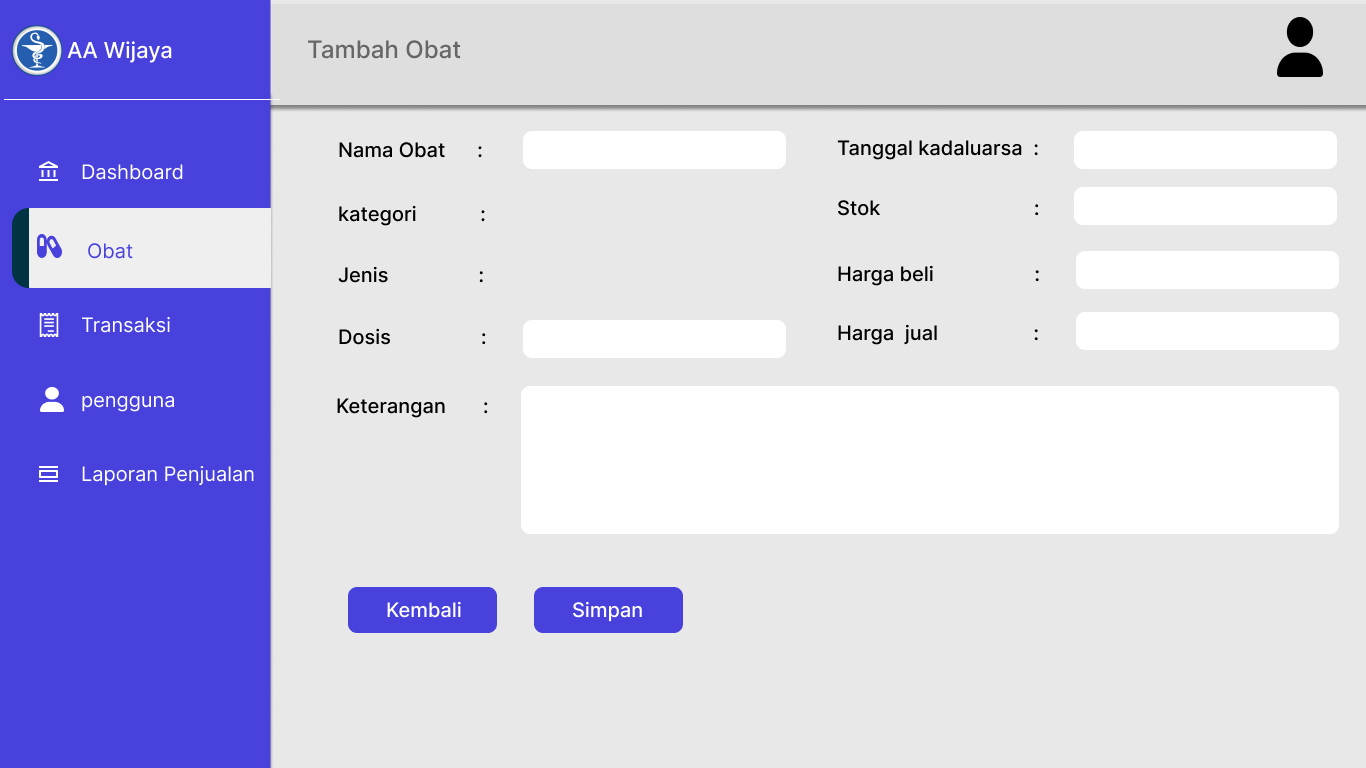 AA Wijaya
Tambah Obat
Dashboard
Obat
Transaksi
pengguna
Laporan Penjualan
Nama Obat :
kategori :
Jenis :
Dosis :
Tanggal kadaluarsa :
Stok :
Harga beli :
Harga jual :
Keterangan :
Kembali
Simpan